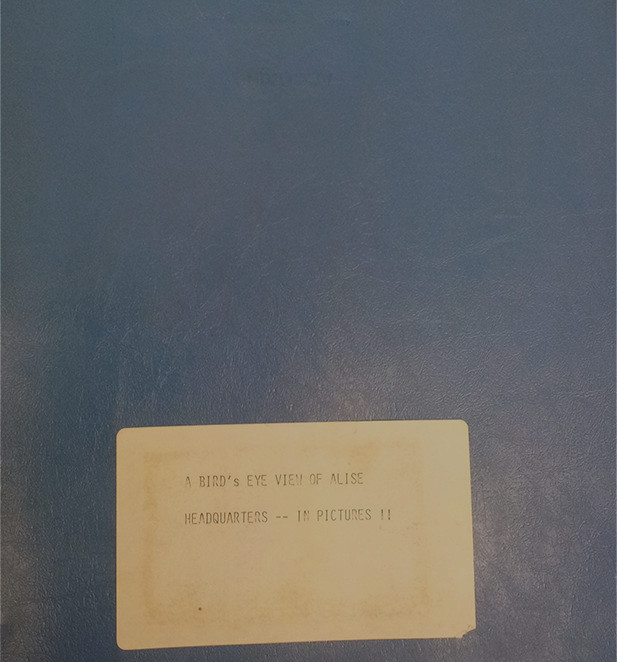 A BIRD's EYE VIEW OF ALISE
HEADQUARTERS -- IN PICTURES !!